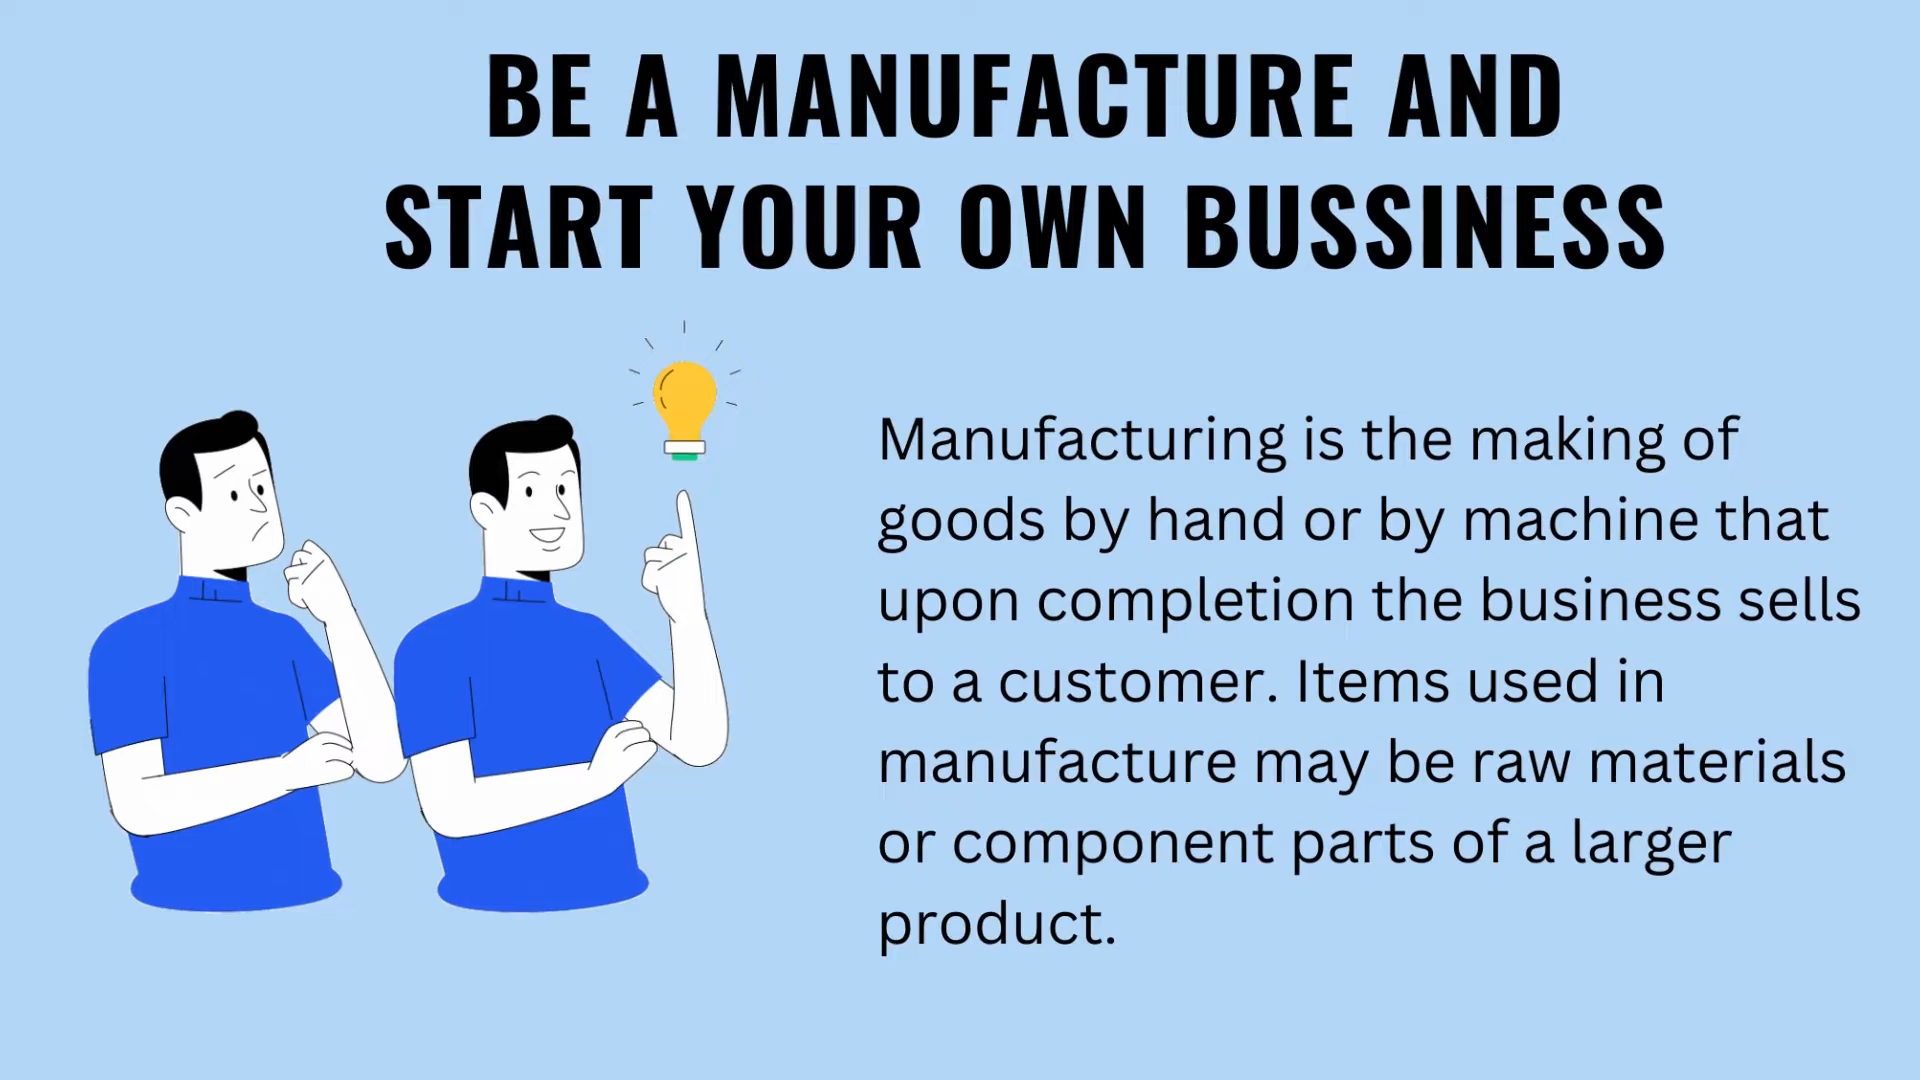 BE A MANUFACTURE AND
START YOUR OWN BUSSINESS
Manufacturing is the making of
goods by hand or by machine that
upon completion the business sells
to a customer. Items used in
manufacture may be raw materials
or component parts of a larger
product.